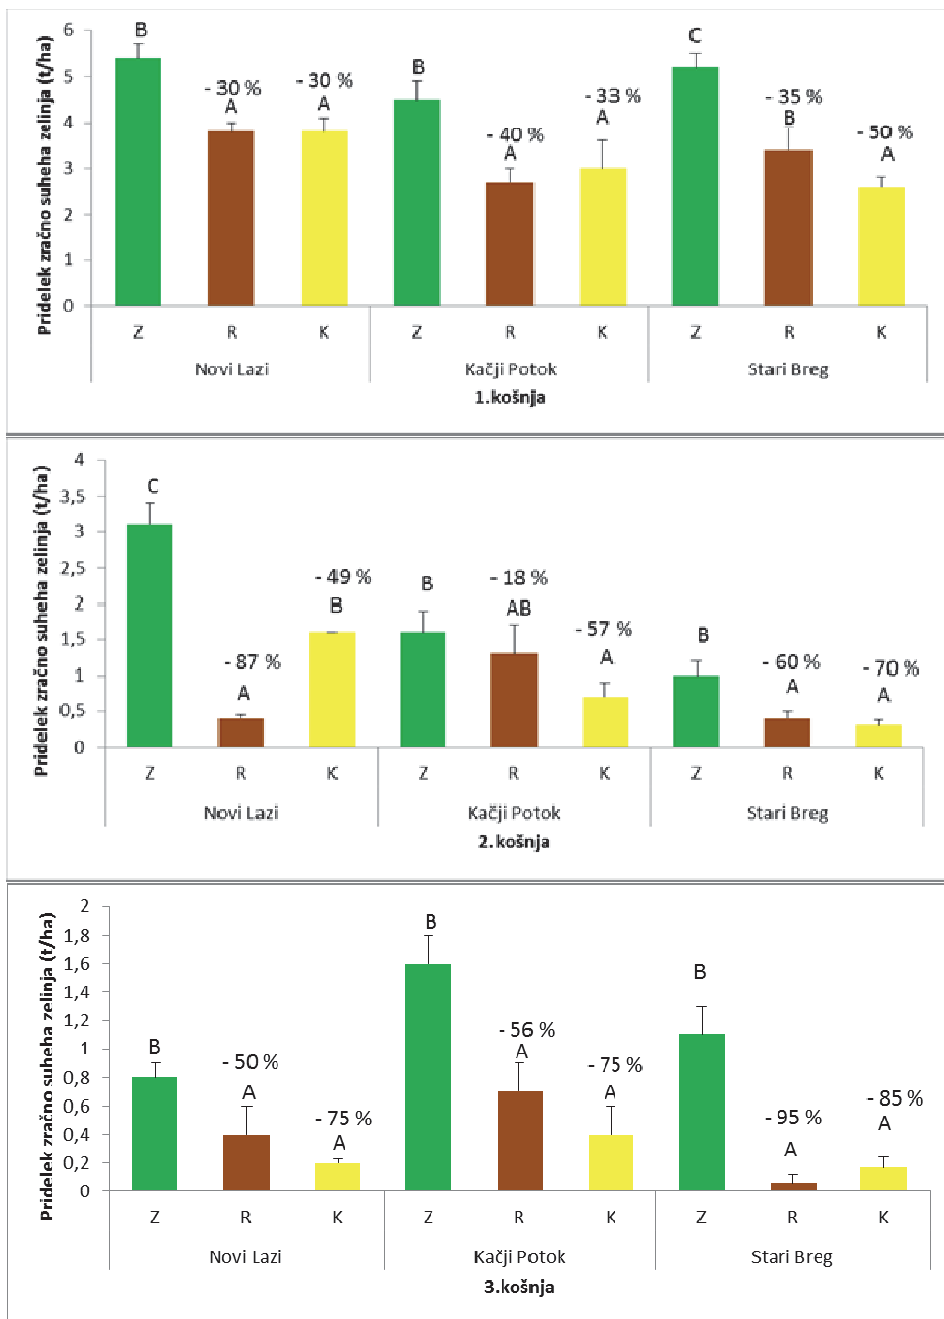 Pridelek zračno suheha zelinja (t/ha)
6
5
4
3
2
1
0
B
- 30 %
A
- 30 %
A
B
- 40 %
A
- 33 %
A
C
- 35 %
B
- 50 %
A
Z R K Z R K Z R K
Novi Lazi Kačji Potok Stari Breg
1.košnja
Pridelek zračno suheha zelinja (t/ha)
4
3,5
3
2,5
2
1,5
1
0,5
0
C
- 87 %
A
- 49 %
B
B
- 18 %
AB
- 57 %
A
B
- 60 %
A
- 70 %
A
Z R K Z R K Z R K
Novi Lazi Kačji Potok Stari Breg
2.košnja
Pridelek zračno suheha zelinja (t/ha)
2
1,8
1,6
1,4
1,2
1
0,8
0,6
0,4
0,2
0
B
- 50 %
A
- 75 %
A
B
- 56 %
A
- 75 %
A
B
- 95 %
A
- 85 %
A
Z R K Z R K Z R K
Novi Lazi Kačji Potok Stari Breg
3.košnja